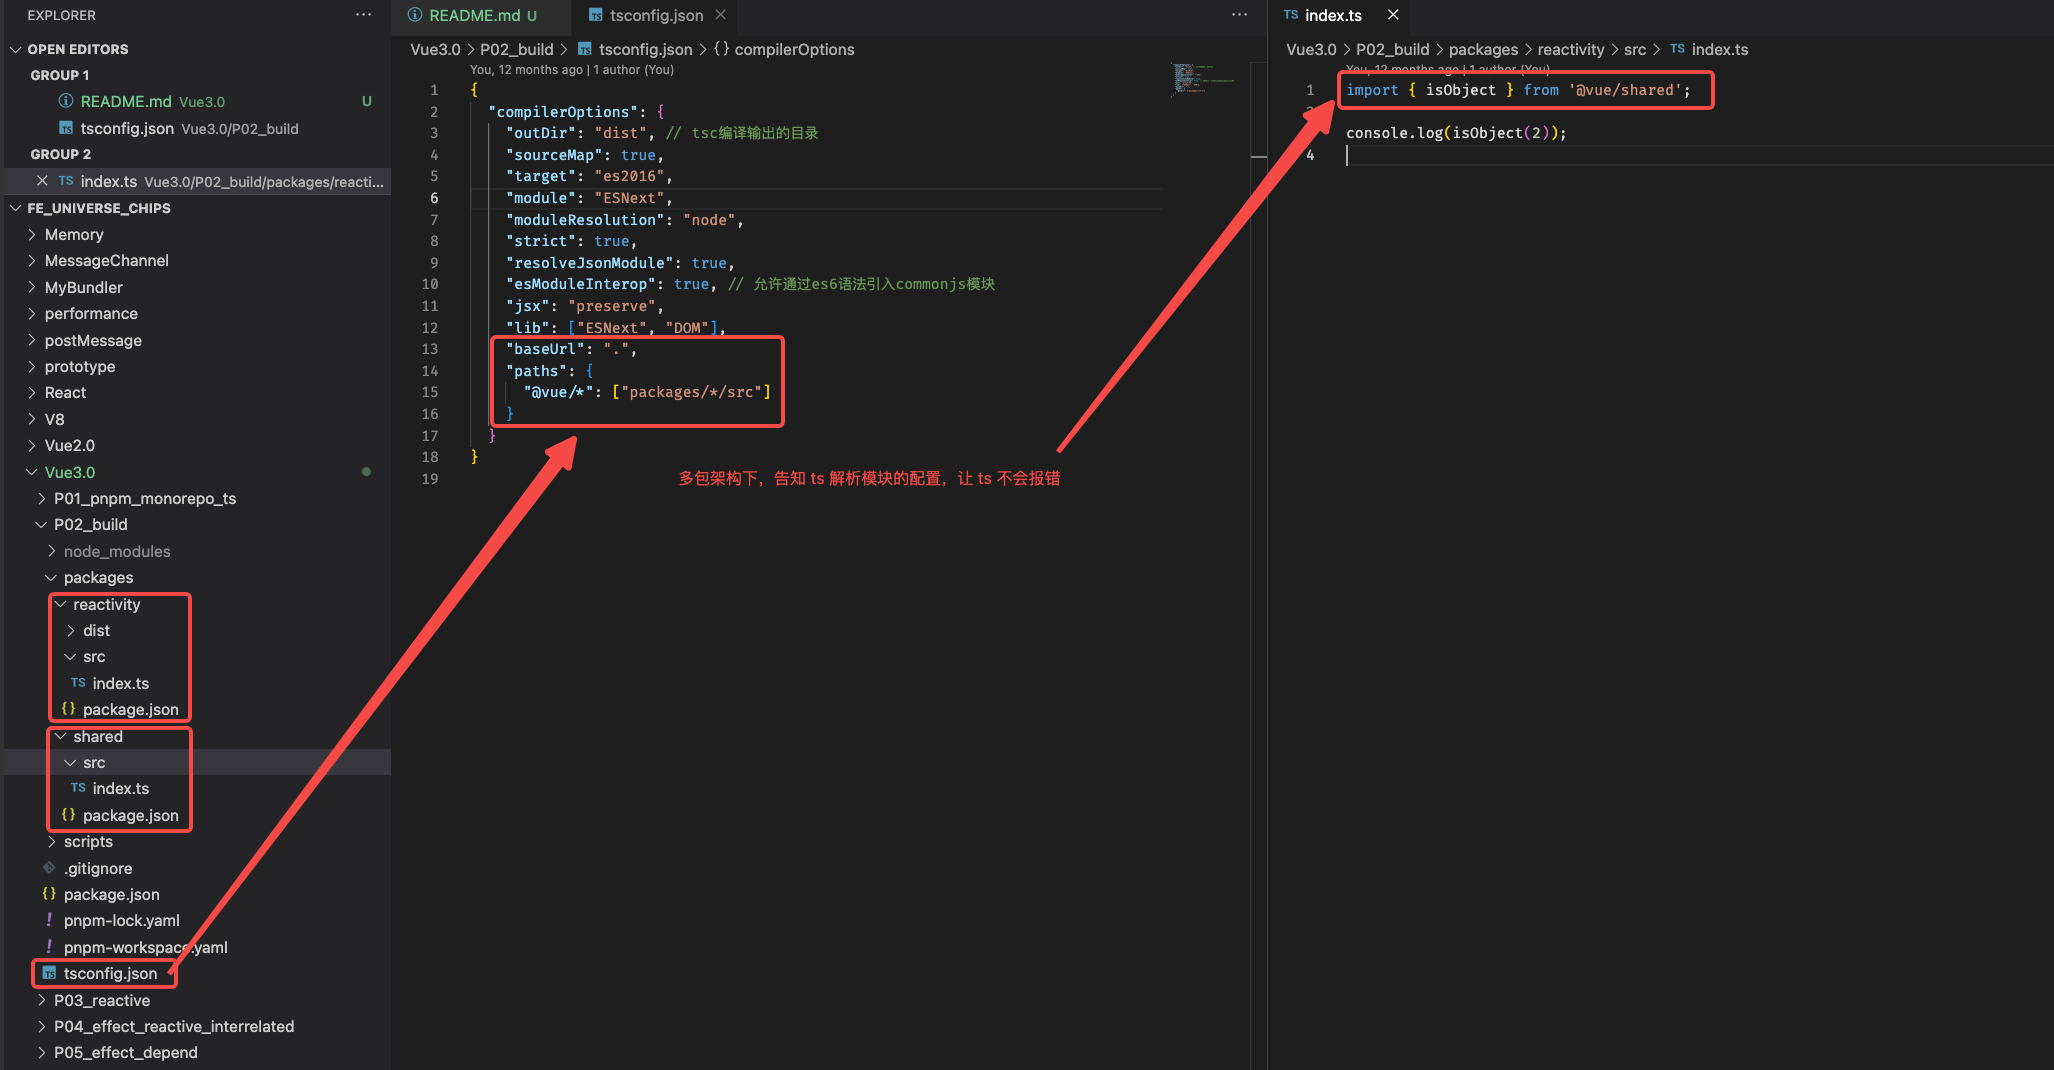 EXPLORER
OPEN EDITORS
GROUP 1
README.md Vue3.0 U
tsconfig.json Vue3.0/P02_build
GROUP 2
index.ts Vue3.0/P02_build/packages/reacti...
FE_UNIVERSE_CHIPS
Memory
MessageChannel
MyBundler
performance
postMessage
prototype
React
V8
Vue2.0
Vue3.0
P01_pnpm_monorepo_ts
P02_build
node_modules
packages
reactivity
dist
src
TS index.ts
{} package.json
shared
src
TS index.ts
{} package.json
scripts
.gitignore
{} package.json
! pnpm-lock.yaml
! pnpm-workspace.yaml
tsconfig.json
P03_reactive
P04_effect_reactive_interrelated
P05_effect_depend
README.md U
tsconfig.json
Vue3.0 > P02_build > tsconfig.json > {} compilerOptions
You, 12 months ago | 1 author (You)
1 {
2 "compilerOptions": {
3 "outDir": "dist", // tsc编译输出的目录
4 "sourceMap": true,
5 "target": "es2016",
6 "module": "ESNext",
7 "moduleResolution": "node",
8 "strict": true,
9 "resolveJsonModule": true,
10 "esModuleInterop": true, // 允许通过es6语法引入commonjs模块
11 "jsx": "preserve",
12 "lib": ["ESNext", "DOM"],
13 "baseUrl": ".",
14 "paths": {
15 "@vue/*": ["packages/*/src"]
16 }
17 }
18 }
19
多包架构下，告知 ts 解析模块的配置，让 ts 不会报错
TS index.ts
Vue3.0 > P02_build > packages > reactivity > src > TS index.ts
You, 12 months ago | 1 author (You)
1 import { isObject } from '@vue/shared';
2
console.log(isObject(2));
4